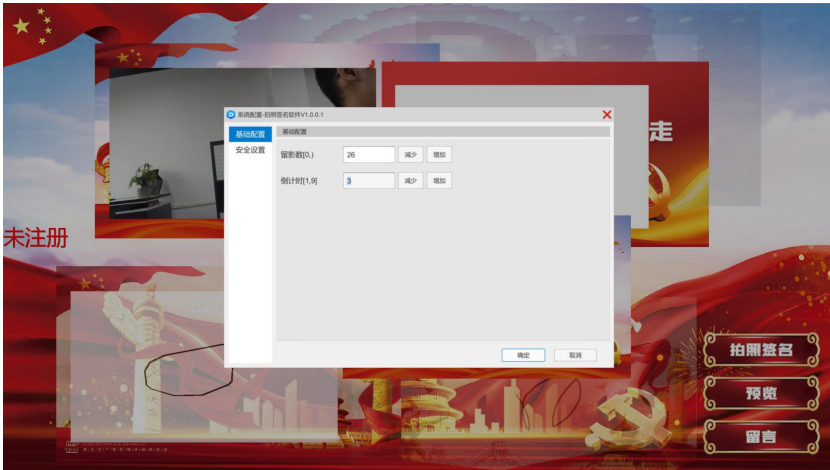 系统配置-拍照签名软件V1.0.0.1
基础配置
安全设置
基础配置
留影数[0,)
26
减少
增加
倒计时[1,9]
3
减少
增加
确定
取消
走
未注册
拍照签名
预览
留言